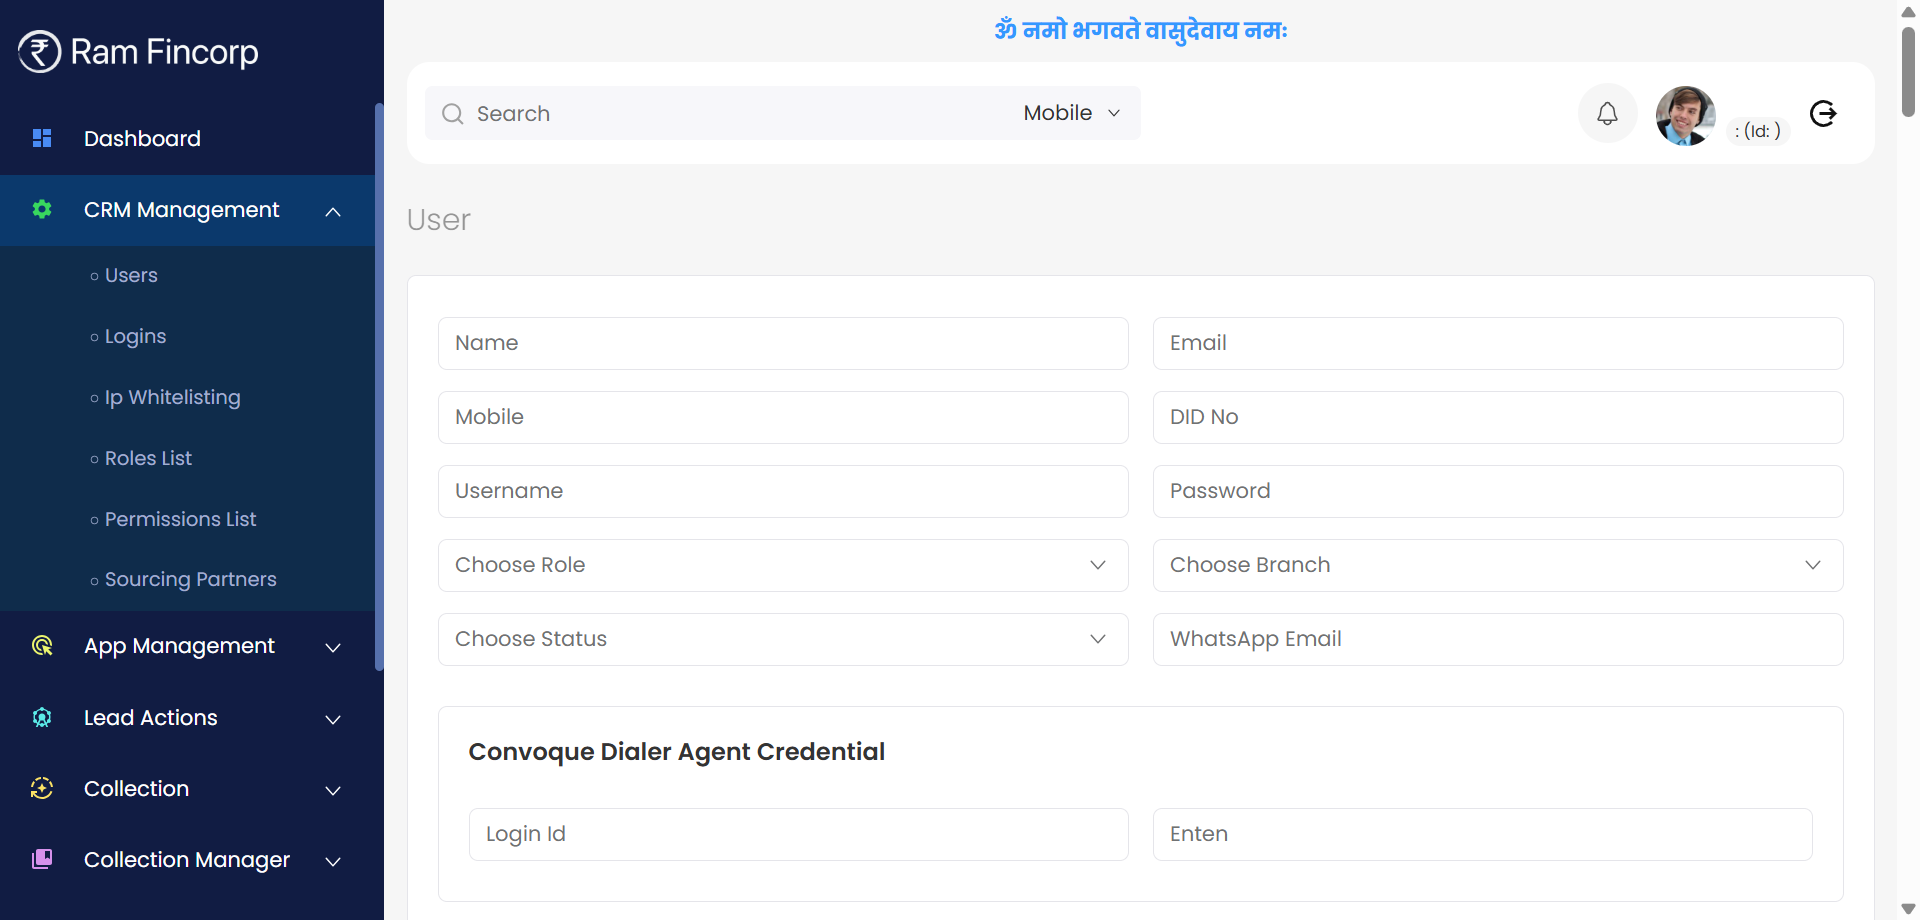 ॐ नमो भगवते वासुदेवाय नमः
Ram Fincorp
Search
Mobile
: (Id: )
Dashboard
CRM Management
Users
Logins
Ip Whitelisting
Roles List
Permissions List
Sourcing Partners
App Management
Lead Actions
Collection
Collection Manager
User
Name
Email
Mobile
DID No
Username
Password
Choose Role
Choose Branch
Choose Status
WhatsApp Email
Convoque Dialer Agent Credential
Login Id
Enten